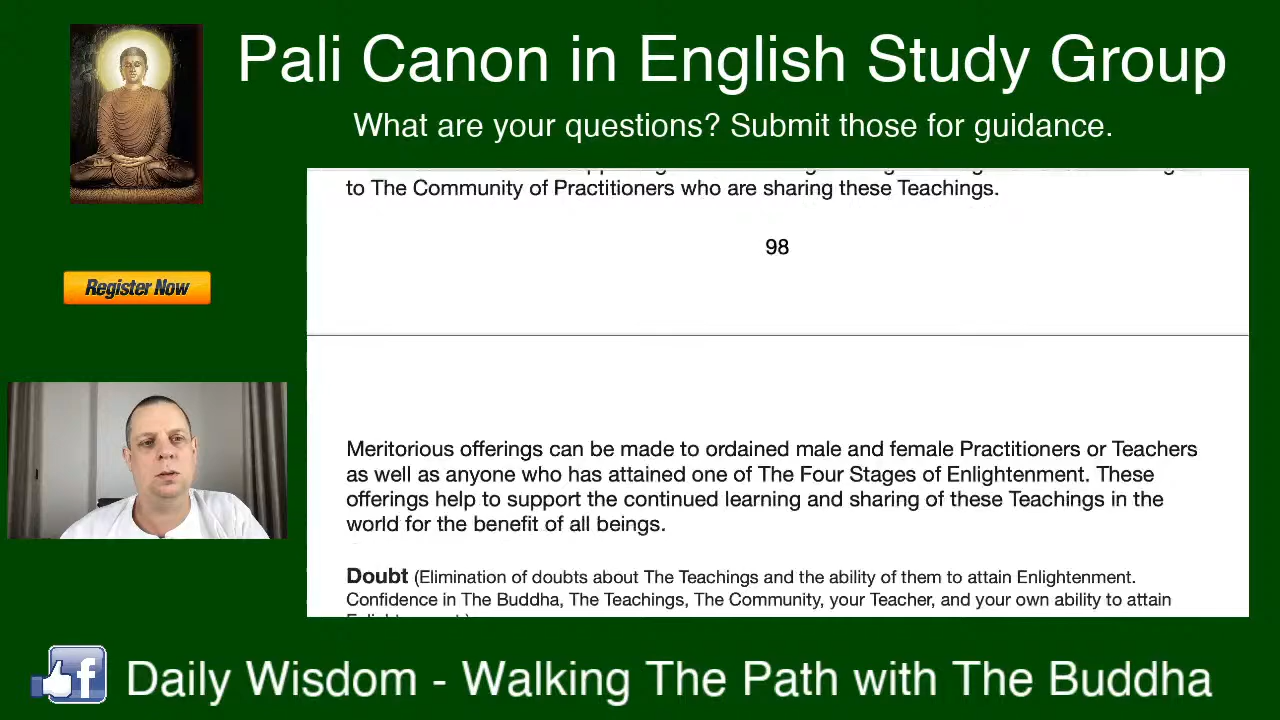 Pali Canon in English Study Group
What are your questions? Submit those for guidance.
to The Community of Practitioners who are sharing these Teachings.
98
Register Now
Meritorious offerings can be made to ordained male and female Practitioners or Teachers
as well as anyone who has attained one of The Four Stages of Enlightenment. These
offerings help to support the continued learning and sharing of these Teachings in the
world for the benefit of all beings.
Doubt (Elimination of doubts about The Teachings and the ability of them to attain Enlightenment.
Confidence in The Buddha, The Teachings, The Community, your Teacher, and your own ability to attain
f Daily Wisdom - Walking The Path with The Buddha